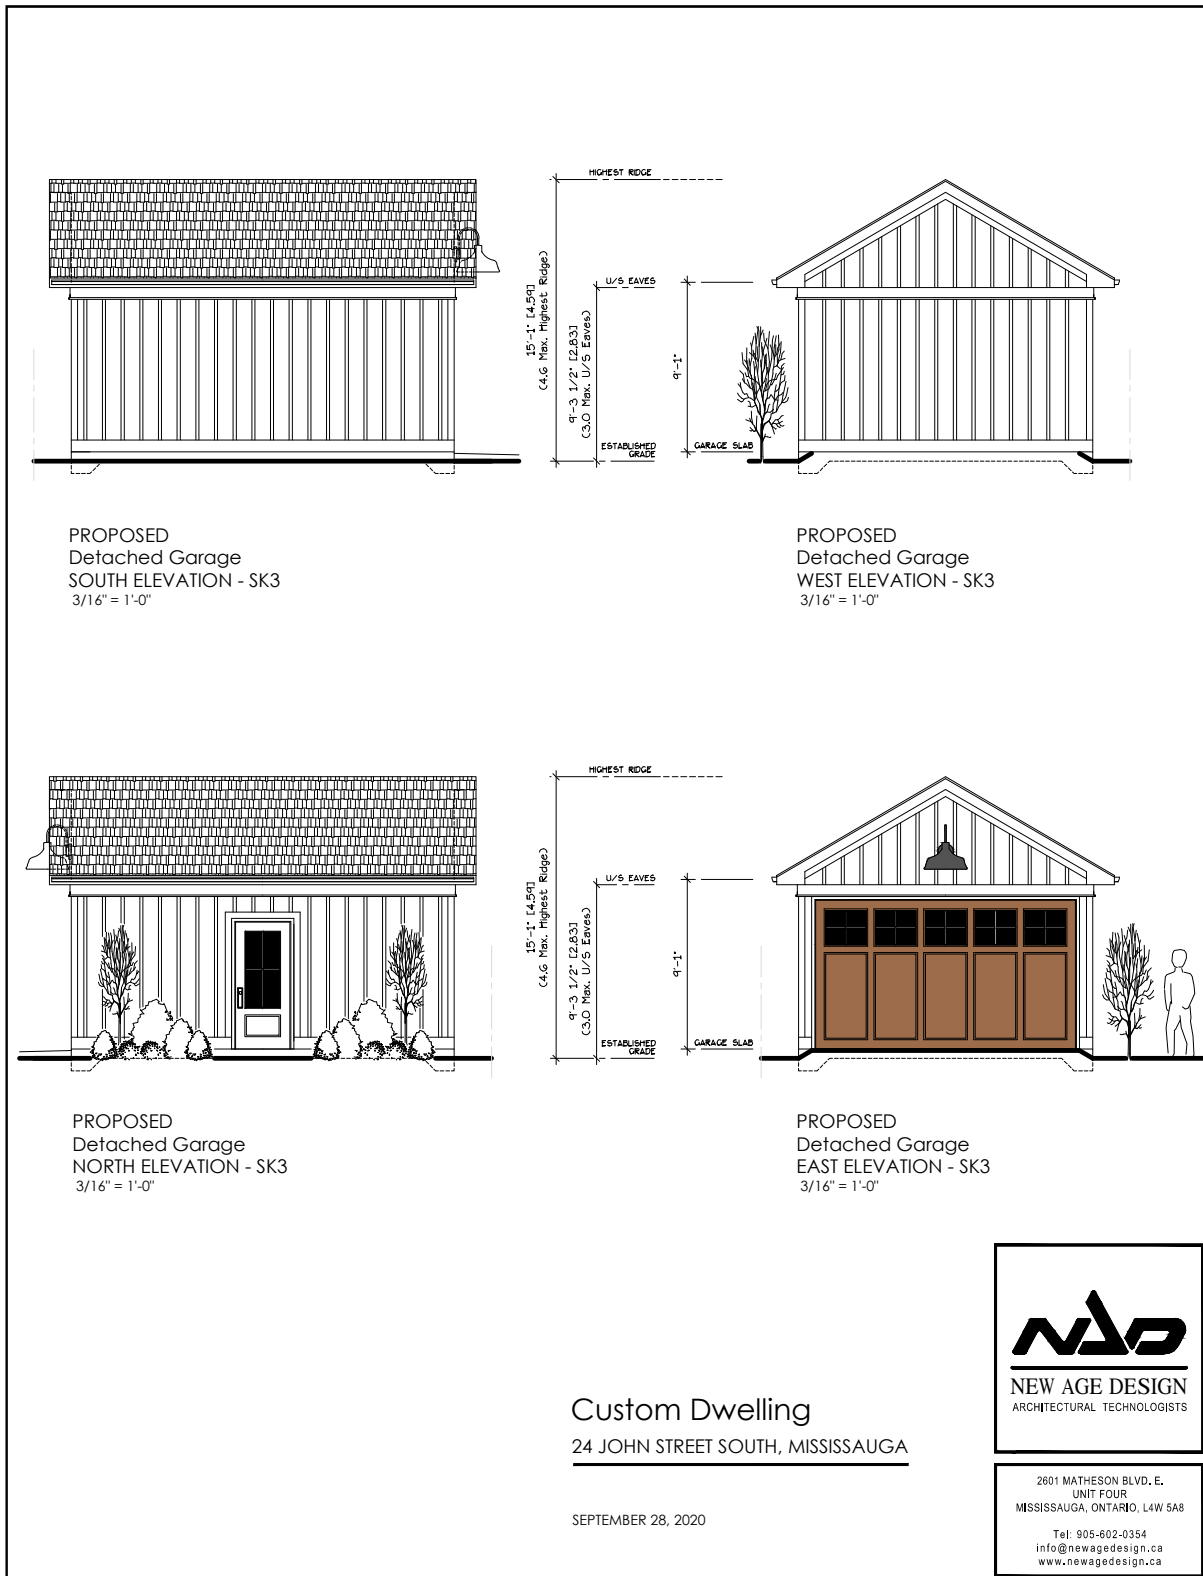 HIGHEST RIDGE
15'-1" [4.59]
(4.6 Max. Highest Ridge)
U/S EAVES
9'-3 1/2" [2.83]
(3.0 Max. U/S Eaves)
9'-1"
ESTABLISHED
GRADE
GARAGE SLAB
PROPOSED
Detached Garage
SOUTH ELEVATION - SK3
3/16" = 1'-0"
PROPOSED
Detached Garage
WEST ELEVATION - SK3
3/16" = 1'-0"
HIGHEST RIDGE
15'-1" [4.59]
(4.6 Max. Highest Ridge)
U/S EAVES
9'-3 1/2" [2.83]
(3.0 Max. U/S Eaves)
9'-1"
ESTABLISHED
GRADE
GARAGE SLAB
PROPOSED
Detached Garage
NORTH ELEVATION - SK3
3/16" = 1'-0"
PROPOSED
Detached Garage
EAST ELEVATION - SK3
3/16" = 1'-0"
NAD
NEW AGE DESIGN
ARCHITECTURAL TECHNOLOGISTS
Custom Dwelling
24 JOHN STREET SOUTH, MISSISSAUGA
SEPTEMBER 28, 2020
2601 MATHESON BLVD. E.
UNIT FOUR
MISSISSAUGA, ONTARIO, L4W 5A8
Tel: 905-602-0354
info@newagedesign.ca
www.newagedesign.ca